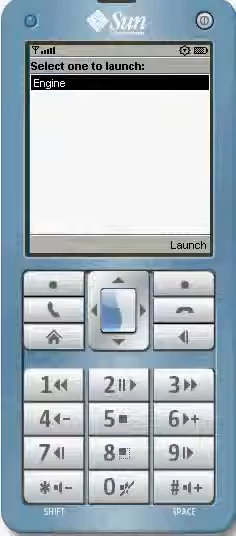 Sun
Select one to launch:
Engine
Launch
1
2
3
4 -
5
6 +
7
8
9
* -
0
# +
SHIFT
SPACE